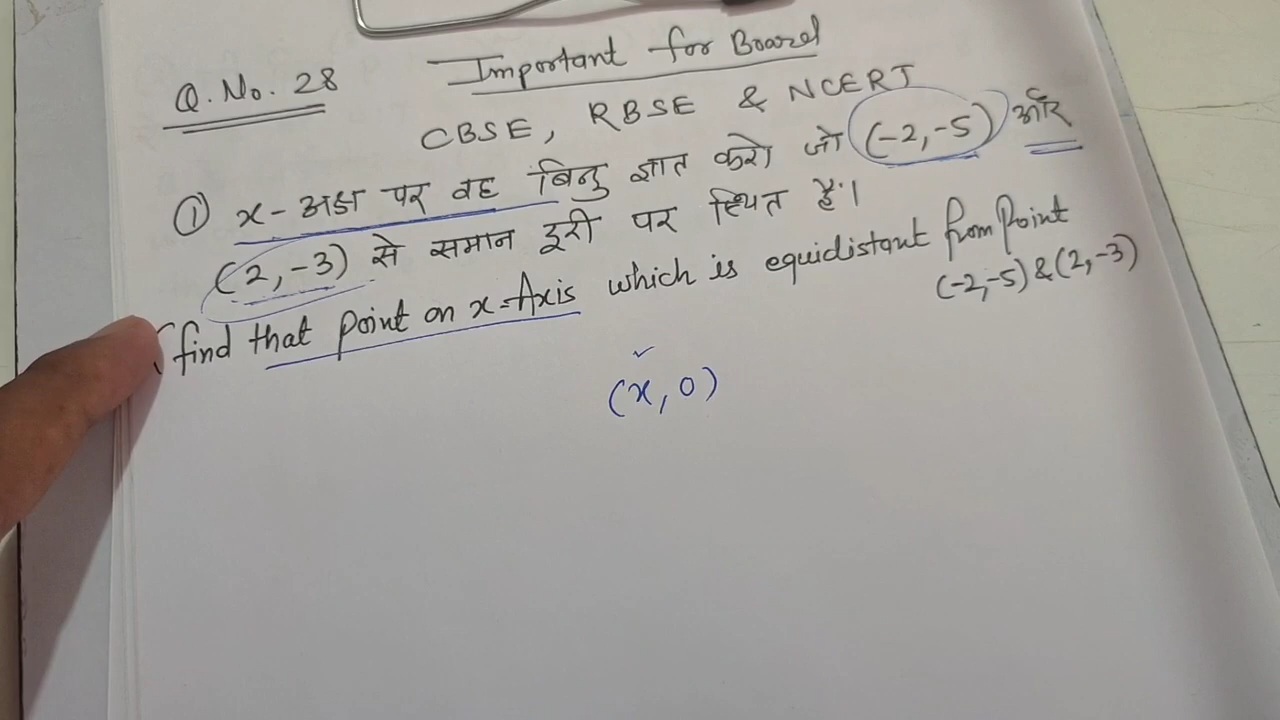 Q. No. 28
Important for Board
CBSE, RBSE & NCERT
① x-अक्ष पर वह बिन्दु ज्ञात करो जो (-2,-5) और
(2,-3) से समान दूरी पर स्थित हैं।
find that point on x-Axis which is equidistant from Point
(-2,-5) & (2,-3)
(x, 0)